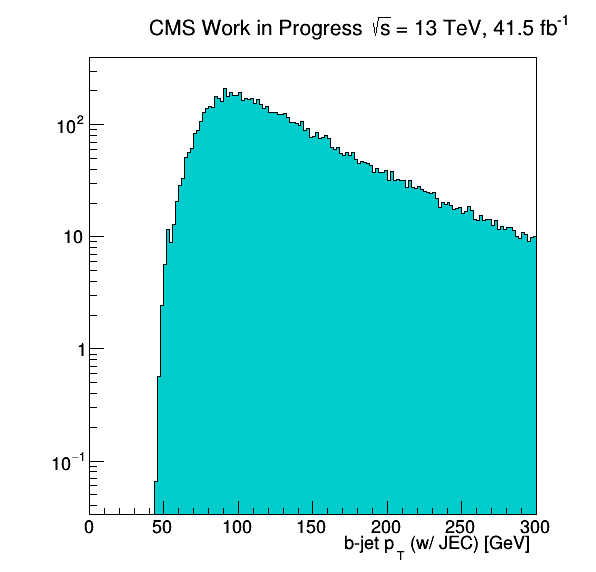 CMS Work in Progress √s = 13 TeV, 41.5 fb⁻¹
10²
10
1
10⁻¹
0 50 100 150 200 250 300
b-jet p_T (w/ JEC) [GeV]